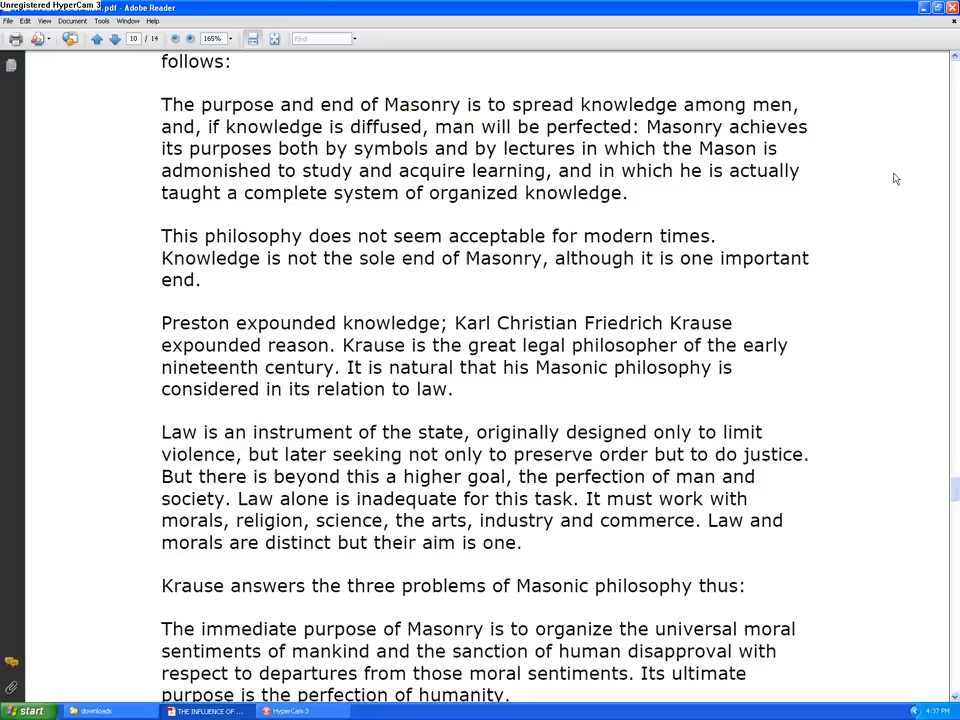 Unregistered HyperCam 3
.pdf - Adobe Reader
File Edit View Document Tools Window Help
10 / 14 165% Find
follows:
The purpose and end of Masonry is to spread knowledge among men,
and, if knowledge is diffused, man will be perfected: Masonry achieves
its purposes both by symbols and by lectures in which the Mason is
admonished to study and acquire learning, and in which he is actually
taught a complete system of organized knowledge.
This philosophy does not seem acceptable for modern times.
Knowledge is not the sole end of Masonry, although it is one important
end.
Preston expounded knowledge; Karl Christian Friedrich Krause
expounded reason. Krause is the great legal philosopher of the early
nineteenth century. It is natural that his Masonic philosophy is
considered in its relation to law.
Law is an instrument of the state, originally designed only to limit
violence, but later seeking not only to preserve order but to do justice.
But there is beyond this a higher goal, the perfection of man and
society. Law alone is inadequate for this task. It must work with
morals, religion, science, the arts, industry and commerce. Law and
morals are distinct but their aim is one.
Krause answers the three problems of Masonic philosophy thus:
The immediate purpose of Masonry is to organize the universal moral
sentiments of mankind and the sanction of human disapproval with
respect to departures from those moral sentiments. Its ultimate
purpose is the perfection of humanity.
start downloads THE INFLUENCE OF ... HyperCam 3 4:37 PM